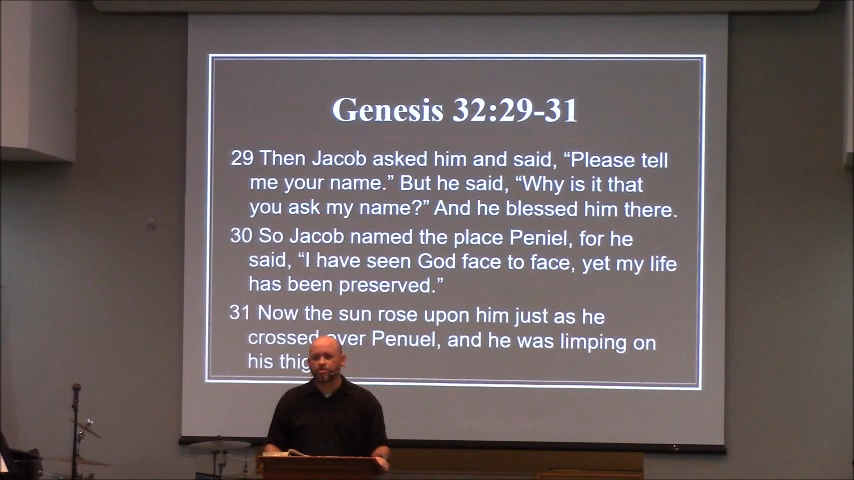 Genesis 32:29-31
29 Then Jacob asked him and said, “Please tell
me your name.” But he said, “Why is it that
you ask my name?” And he blessed him there.
30 So Jacob named the place Peniel, for he
said, “I have seen God face to face, yet my life
has been preserved.”
31 Now the sun rose upon him just as he
crossed over Penuel, and he was limping on
his thig